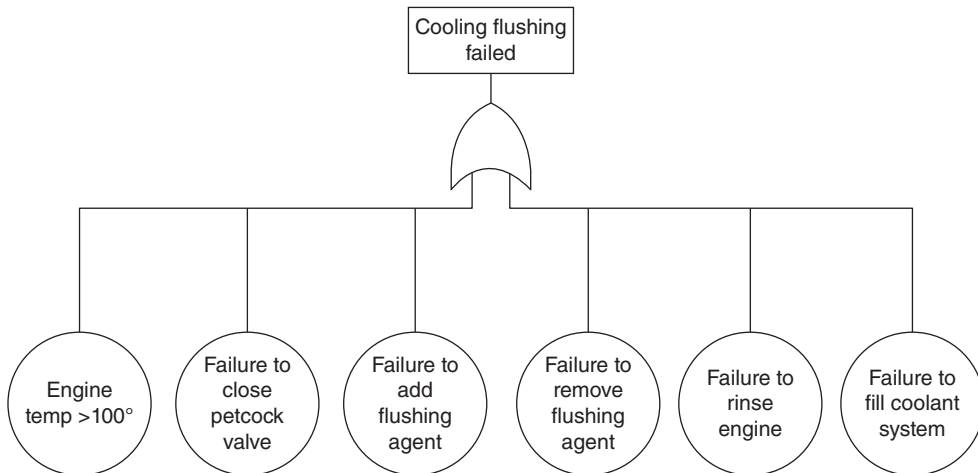 Cooling flushing
failed
Engine
temp >100°
Failure to
close
petcock
valve
Failure to
add
flushing
agent
Failure to
remove
flushing
agent
Failure to
rinse
engine
Failure to
fill coolant
system